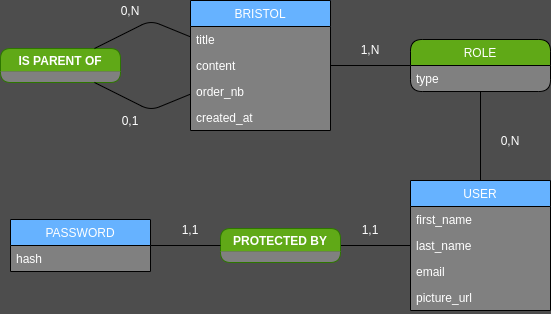 0,N
BRISTOL
title
content
order_nb
created_at
IS PARENT OF
0,1
1,N
ROLE
type
0,N
USER
first_name
last_name
email
picture_url
PASSWORD
hash
1,1
PROTECTED BY
1,1